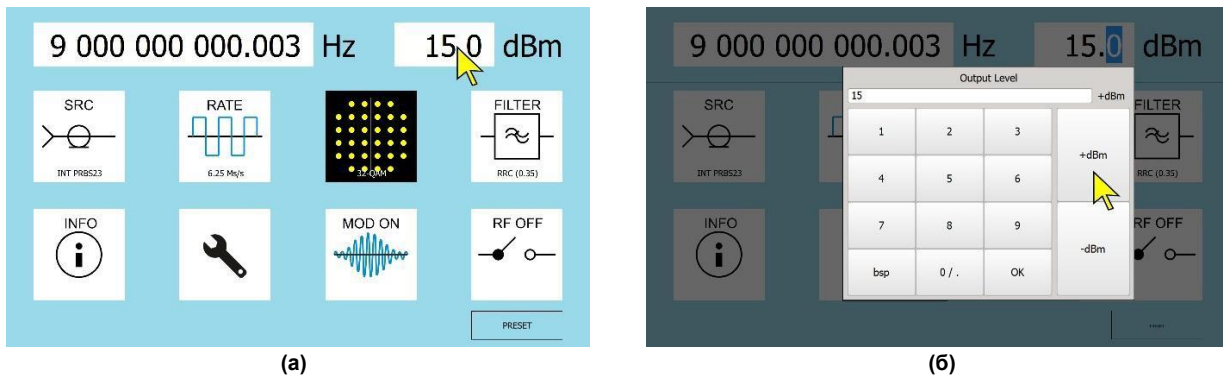 9 000 000 000.003 Hz 15.0 dBm
SRC RATE FILTER
INT PRBS23 6.25 Ms/s 32-QAM RRC (0.35)
INFO MOD ON RF OFF
PRESET
(а)
9 000 000 000.003 Hz 15.0 dBm
Output Level
15 +dBm
SRC FILTER
1 2 3 +dBm
INT PRBS23 RRC (0.35)
4 5 6
INFO RF OFF
7 8 9 -dBm
bsp 0 / . OK
PRESET
(б)